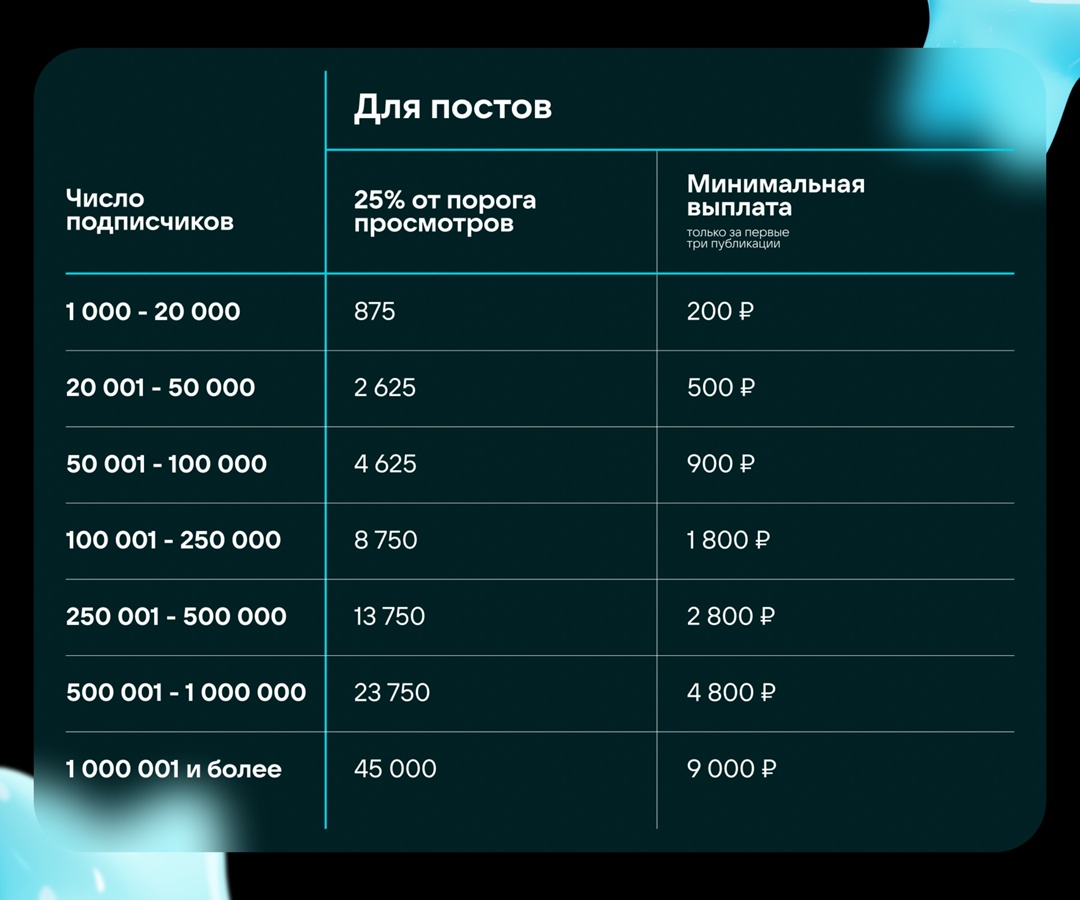 Для постов
Число
подписчиков
25% от порога
просмотров
Минимальная
выплата
только за первые
три публикации
1 000 - 20 000
875
200 ₽
20 001 - 50 000
2 625
500 ₽
50 001 - 100 000
4 625
900 ₽
100 001 - 250 000
8 750
1 800 ₽
250 001 - 500 000
13 750
2 800 ₽
500 001 - 1 000 000
23 750
4 800 ₽
1 000 001 и более
45 000
9 000 ₽